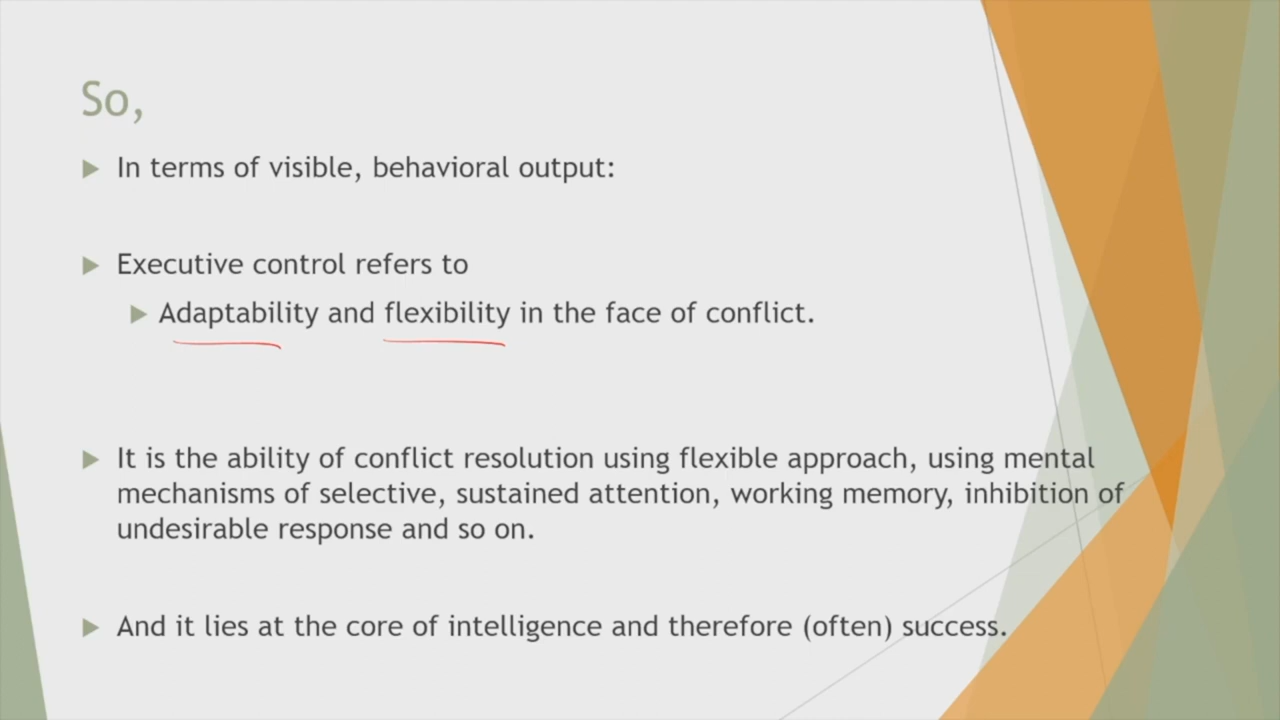 So,
In terms of visible, behavioral output:
Executive control refers to
Adaptability and flexibility in the face of conflict.
It is the ability of conflict resolution using flexible approach, using mental
mechanisms of selective, sustained attention, working memory, inhibition of
undesirable response and so on.
And it lies at the core of intelligence and therefore (often) success.